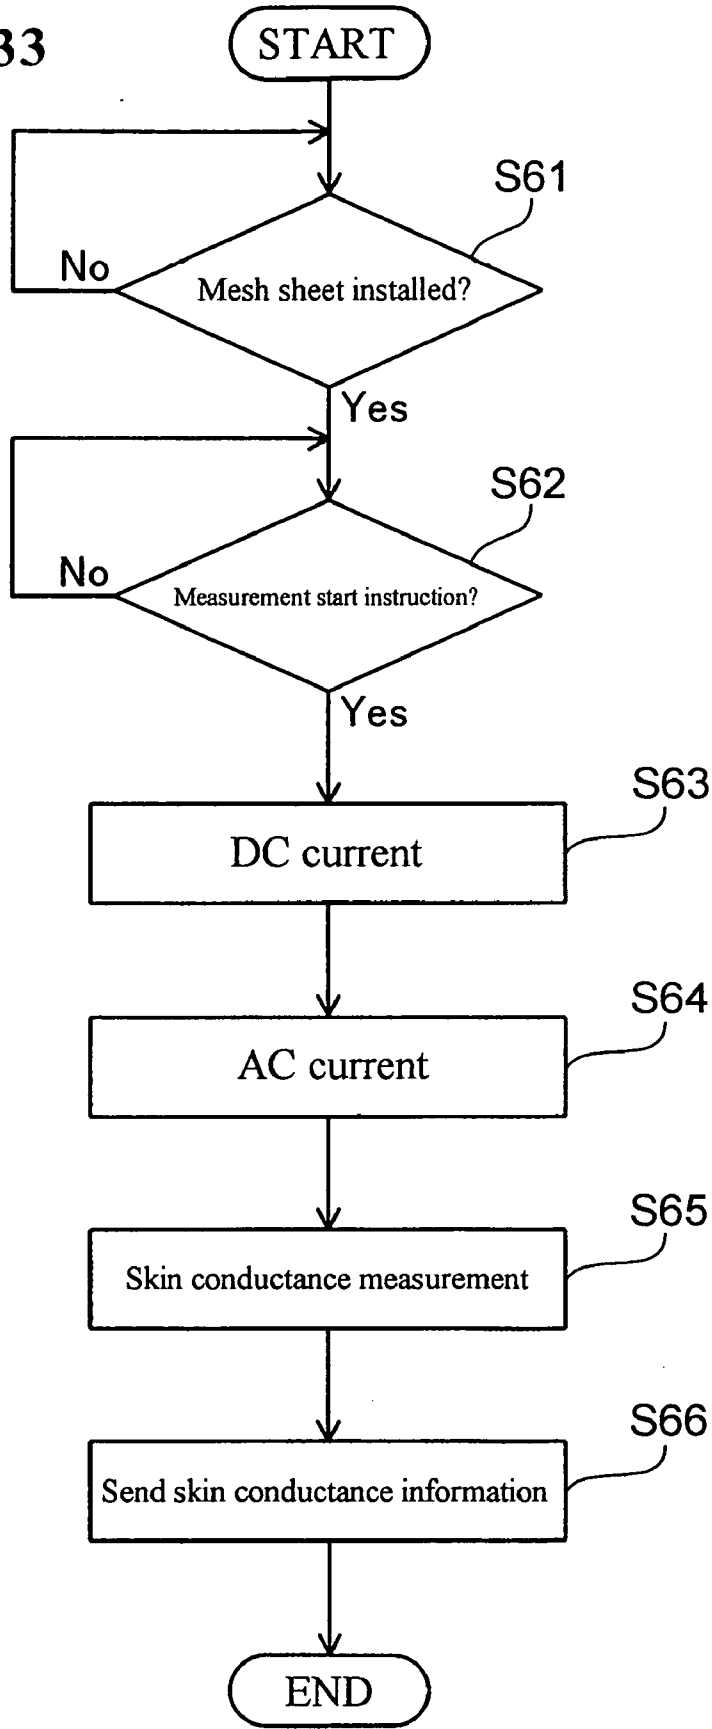 33
START
S61
No
Mesh sheet installed?
Yes
S62
No
Measurement start instruction?
Yes
S63
DC current
S64
AC current
S65
Skin conductance measurement
S66
Send skin conductance information
END